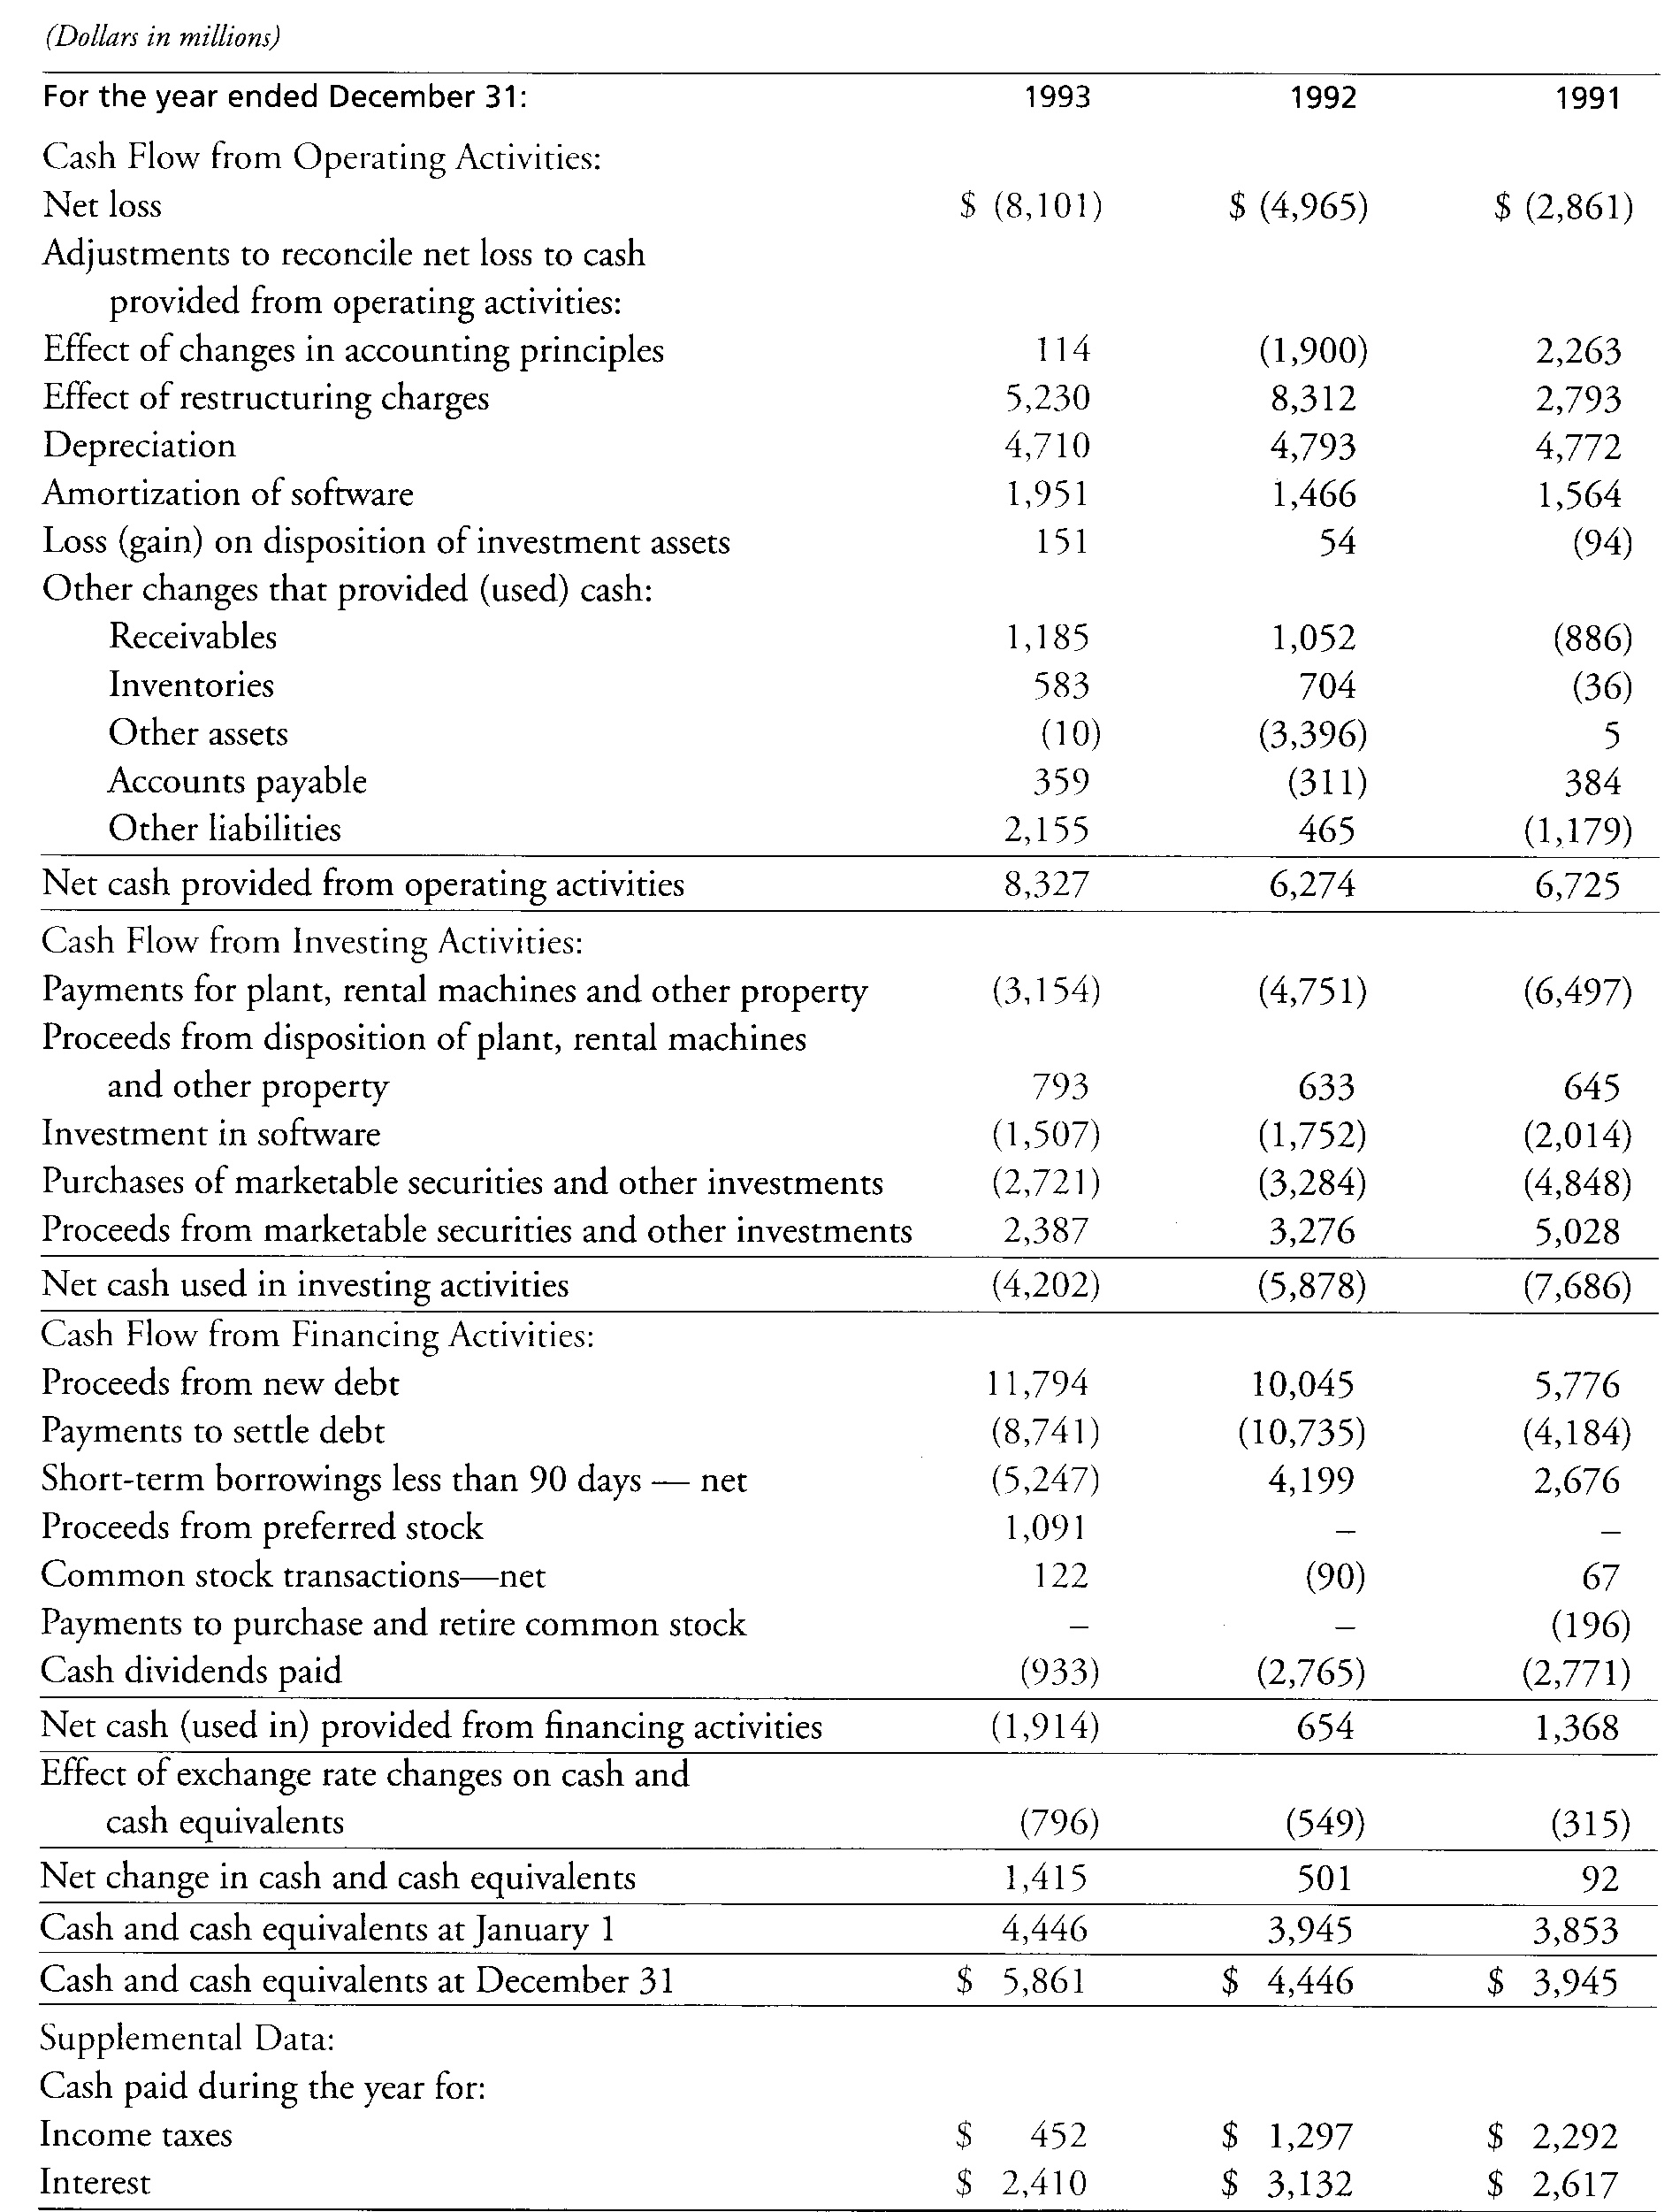 (Dollars in millions)
For the year ended December 31: 1993 1992 1991
Cash Flow from Operating Activities:
Net loss $ (8,101) $ (4,965) $ (2,861)
Adjustments to reconcile net loss to cash
provided from operating activities:
Effect of changes in accounting principles 114 (1,900) 2,263
Effect of restructuring charges 5,230 8,312 2,793
Depreciation 4,710 4,793 4,772
Amortization of software 1,951 1,466 1,564
Loss (gain) on disposition of investment assets 151 54 (94)
Other changes that provided (used) cash:
Receivables 1,185 1,052 (886)
Inventories 583 704 (36)
Other assets (10) (3,396) 5
Accounts payable 359 (311) 384
Other liabilities 2,155 465 (1,179)
Net cash provided from operating activities 8,327 6,274 6,725
Cash Flow from Investing Activities:
Payments for plant, rental machines and other property (3,154) (4,751) (6,497)
Proceeds from disposition of plant, rental machines
and other property 793 633 645
Investment in software (1,507) (1,752) (2,014)
Purchases of marketable securities and other investments (2,721) (3,284) (4,848)
Proceeds from marketable securities and other investments 2,387 3,276 5,028
Net cash used in investing activities (4,202) (5,878) (7,686)
Cash Flow from Financing Activities:
Proceeds from new debt 11,794 10,045 5,776
Payments to settle debt (8,741) (10,735) (4,184)
Short-term borrowings less than 90 days — net (5,247) 4,199 2,676
Proceeds from preferred stock 1,091 – –
Common stock transactions—net 122 (90) 67
Payments to purchase and retire common stock – – (196)
Cash dividends paid (933) (2,765) (2,771)
Net cash (used in) provided from financing activities (1,914) 654 1,368
Effect of exchange rate changes on cash and
cash equivalents (796) (549) (315)
Net change in cash and cash equivalents 1,415 501 92
Cash and cash equivalents at January 1 4,446 3,945 3,853
Cash and cash equivalents at December 31 $ 5,861 $ 4,446 $ 3,945
Supplemental Data:
Cash paid during the year for:
Income taxes $ 452 $ 1,297 $ 2,292
Interest $ 2,410 $ 3,132 $ 2,617